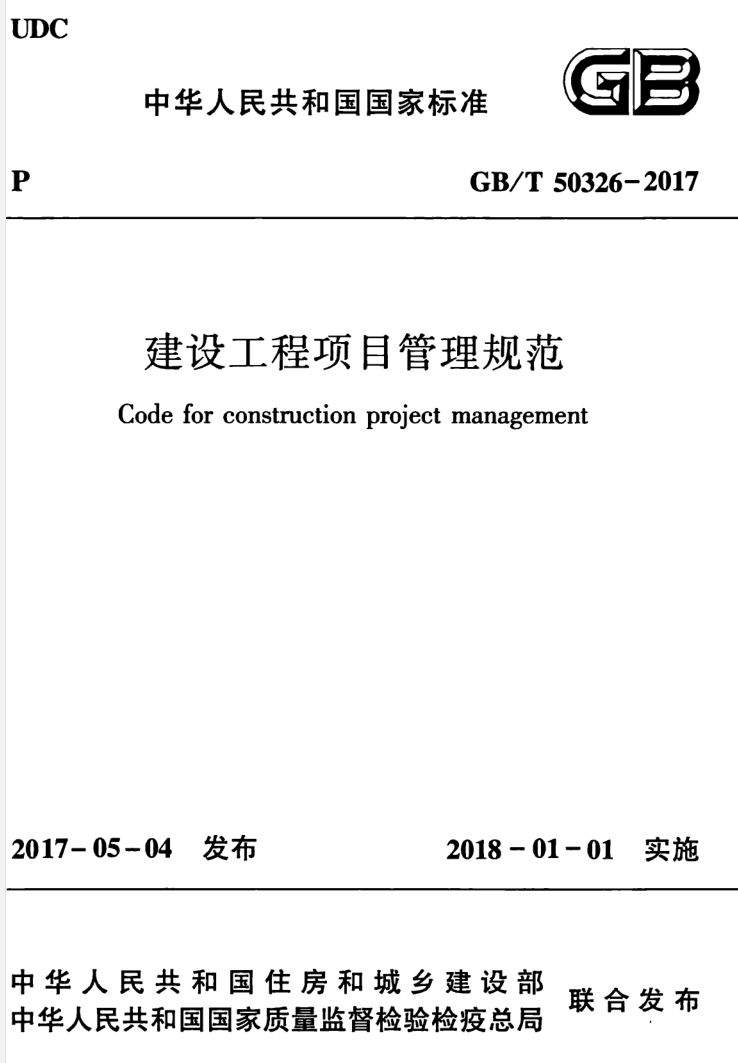 UDC
GB
中华人民共和国国家标准
P
GB/T 50326-2017
建设工程项目管理规范
Code for construction project management
2017-05-04 发布
2018-01-01 实施
中华人民共和国住房和城乡建设部
中华人民共和国国家质量监督检验检疫总局
联合发布